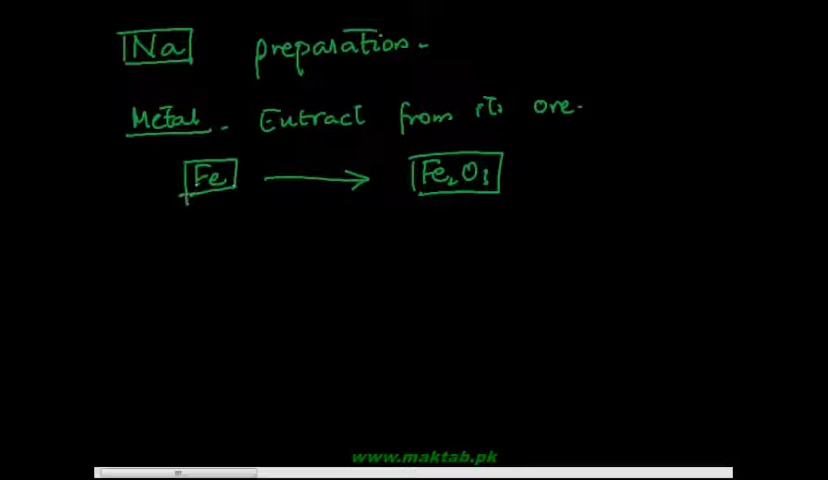 Na preparation.
Metal. Extract from its ore.
Fe → Fe₂O₃
www.maktab.pk